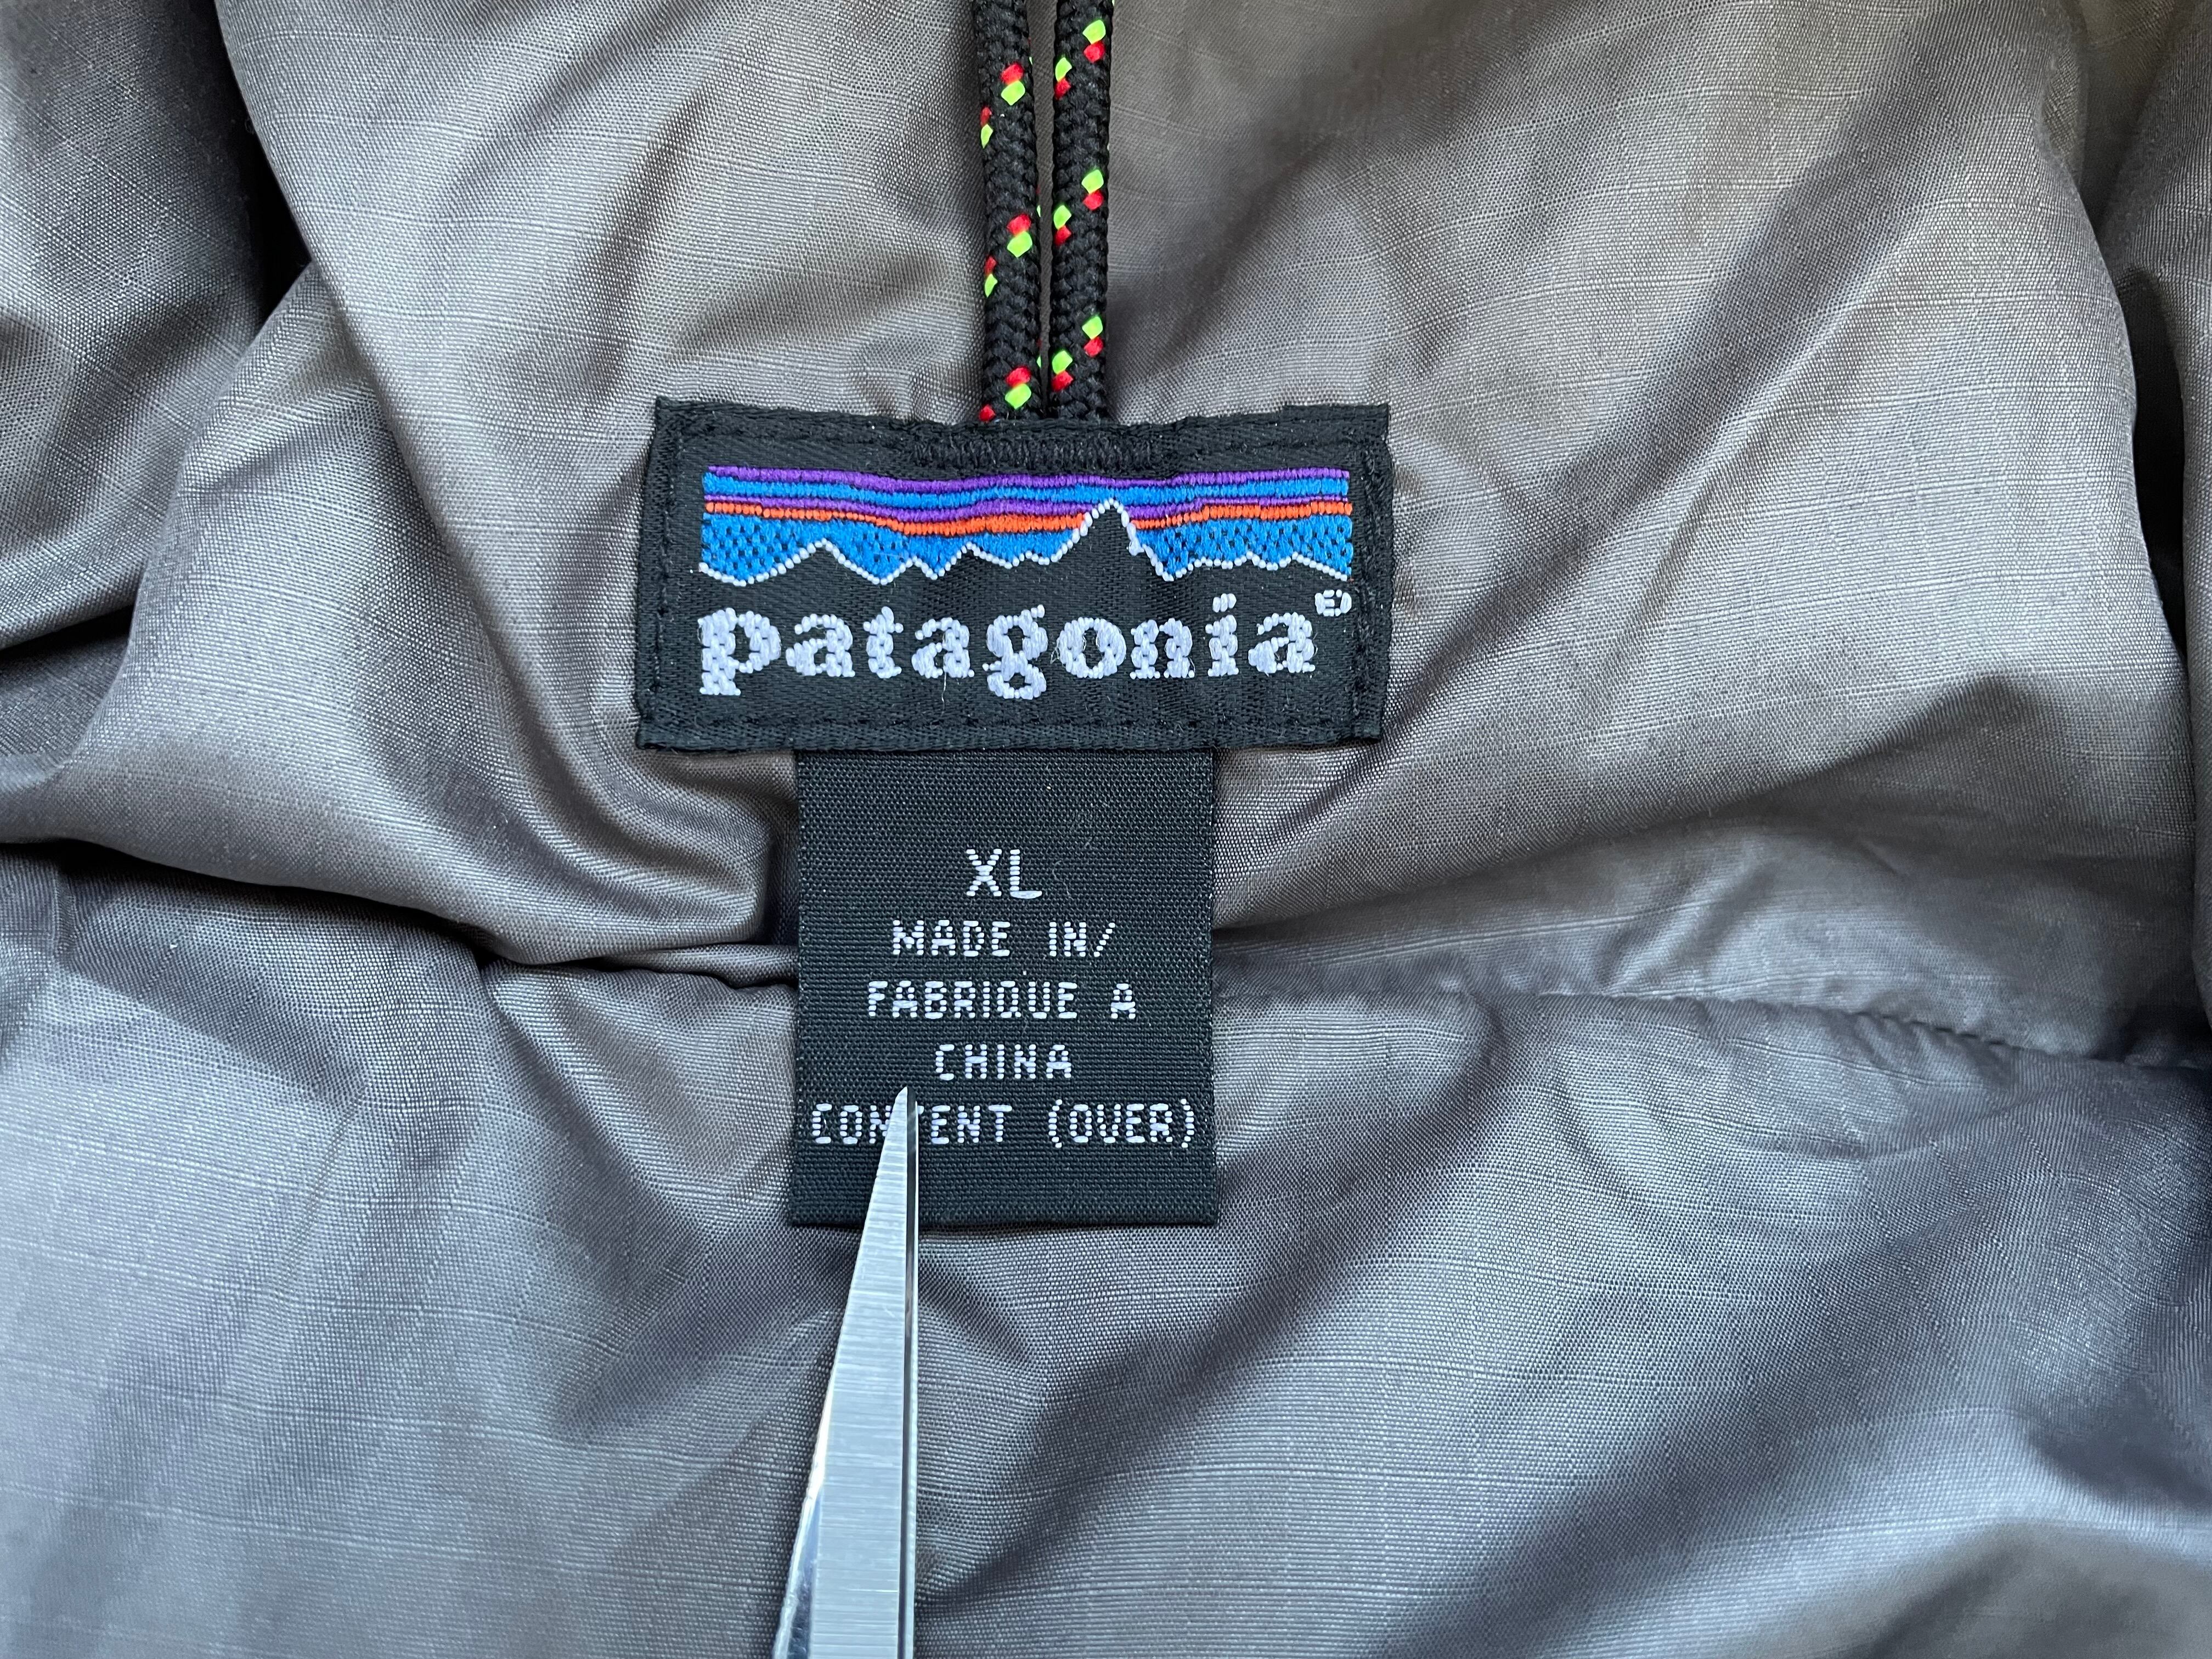 patagonia®
XL
MADE IN/
FABRIQUE A
CHINA
CONTENT (OVER)